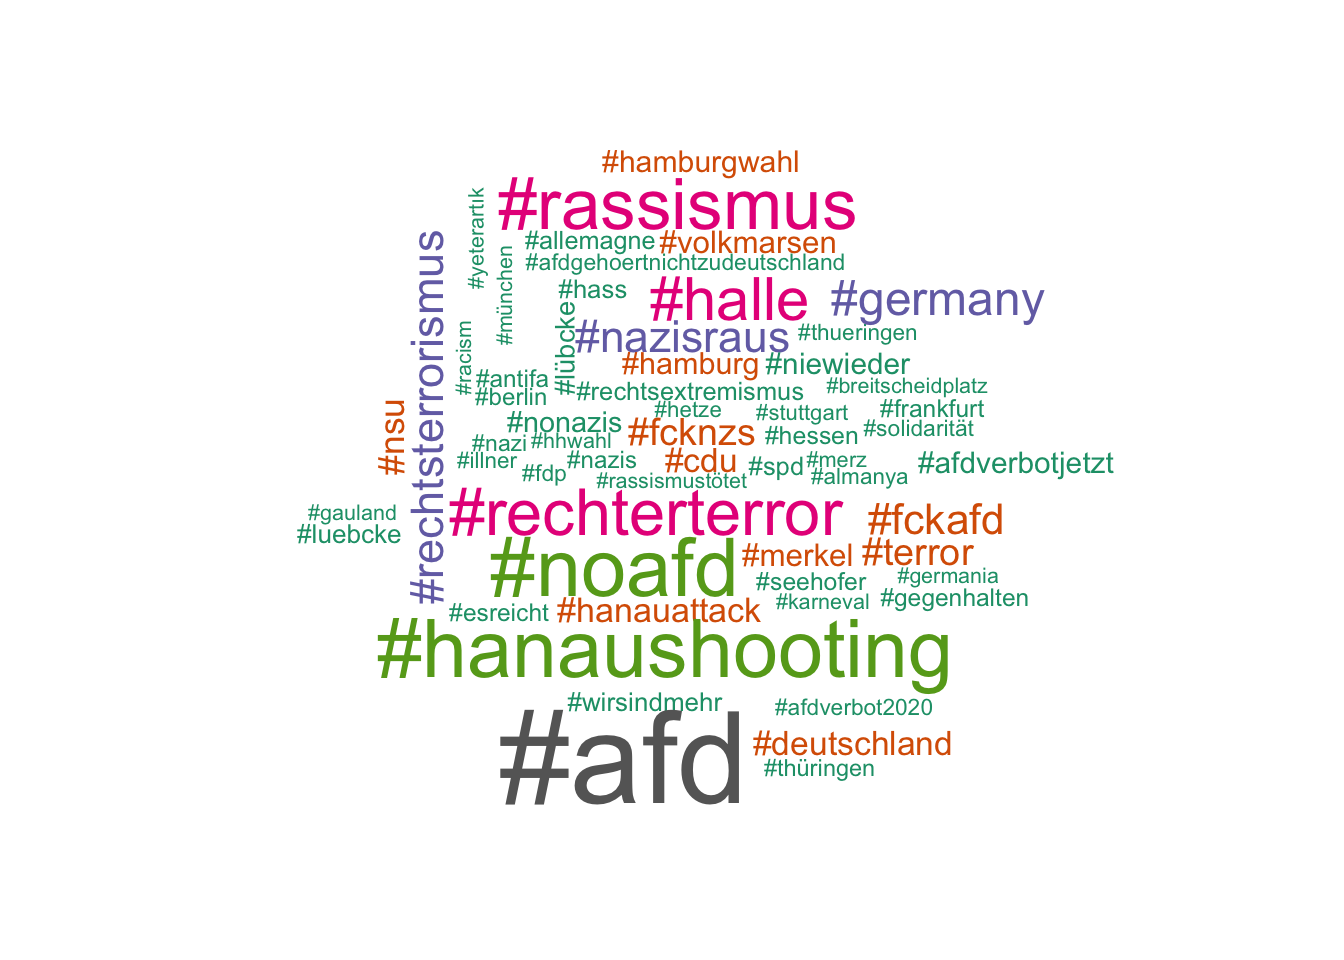 #hamburgwahl
#rassismus
#yeterartık
#allemagne
#volkmarsen
#rechtsterrorismus
#münchen
#afdgehoertnichtzudeutschland
#hass
#halle
#germany
#lübcke
#nazisraus
#thueringen
#racism
#hamburg
#niewieder
#antifa
#rechtsextremismus
#breitscheidplatz
#berlin
#nsu
#hetze
#stuttgart
#frankfurt
#nonazis
#fcknzs
#hessen
#solidarität
#nazi
#hhwahl
#illner
#nazis
#cdu
#spd
#merz
#afdverbotjetzt
#fdp
#rassismustötet
#almanya
#gauland
#rechterterror
#fckafd
#luebcke
#noafd
#merkel
#terror
#seehofer
#germania
#esreicht
#hanauattack
#karneval
#gegenhalten
#hanaushooting
#wirsindmehr
#afdverbot2020
#afd
#deutschland
#thüringen